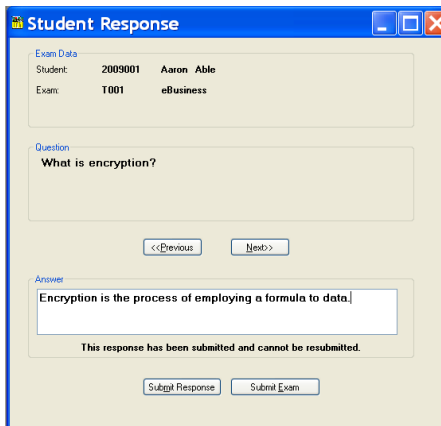 Student Response
Exam Data
Student: 2009001 Aaron Able
Exam: T001 eBusiness
Question
What is encryption?
<<Previous Next>>
Answer
Encryption is the process of employing a formula to data.
This response has been submitted and cannot be resubmitted.
Submit Response Submit Exam